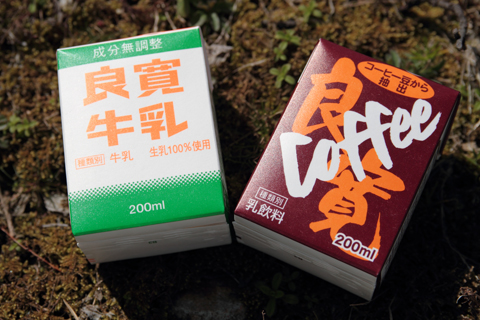 成分無調整
良寛
牛乳
種類別 牛乳 生乳100%使用
200ml
コーヒー豆から
抽出
良寛
Coffee
種類別
乳飲料
200ml